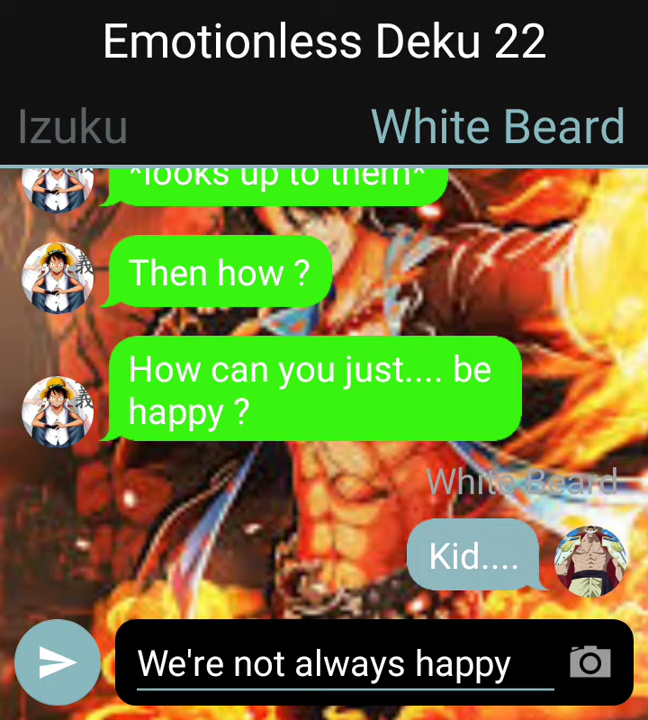 Emotionless Deku 22
Izuku
White Beard
*looks up to them*
Then how ?
How can you just.... be
happy ?
White Beard
Kid....
We're not always happy